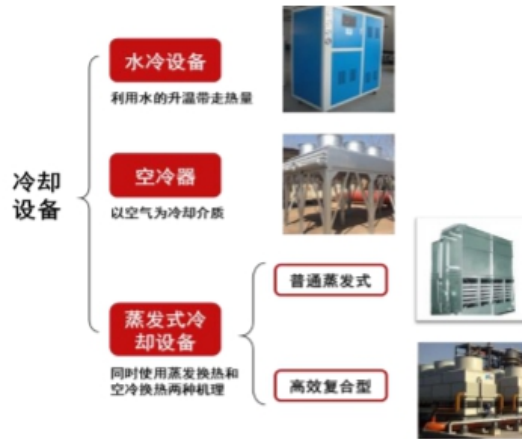 冷却
设备
水冷设备
利用水的升温带走热量
空冷器
以空气为冷却介质
蒸发式冷
却设备
同时使用蒸发换热和
空冷换热两种机理
普通蒸发式
高效复合型